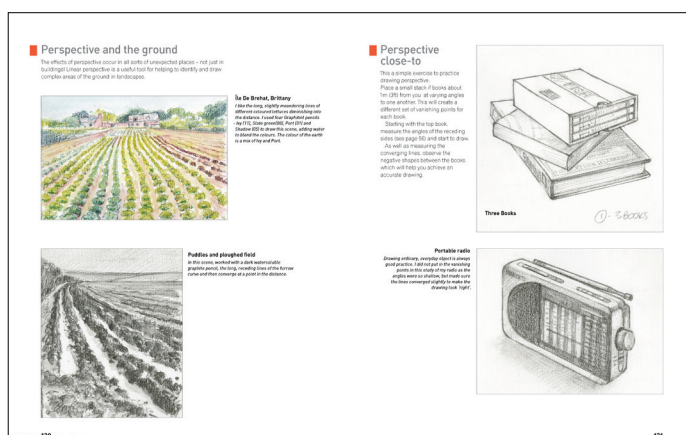 Perspective and the ground
The effects of perspective occur in all sorts of unexpected places – not just in
buildings! Linear perspective is a useful tool for helping to identify and draw
complex areas of the ground in landscapes.
Île De Brehat, Brittany
I like the long, slightly meandering lines of
different coloured lettuces diminishing into
the distance. I used four Graphitint pencils
- Ivy (11), Slate green(08), Port (01) and
Shadow (05) to draw this scene, adding water
to blend the colours. The colour of the earth
is a mix of Ivy and Port.
Puddles and ploughed field
In this scene, worked with a dark watersoluble
graphite pencil, the long, receding lines of the furrow
curve and then converge at a point in the distance.
120
Perspective
close-to
This is a simple exercise to practice
drawing perspective.
Place a small stack if books about
1m (3ft) from you at varying angles
to one another. This will create a
different set of vanishing points for
each book.
Starting with the top book,
measure the angles of the receding
sides (see page 56) and start to draw.
As well as measuring the
converging lines, observe the
negative shapes between the books
which will help you achieve an
accurate drawing.
Three Books
① - 3 BOOKS
Portable radio
Drawing ordinary, everyday object is always
good practice. I did not put in the vanishing
points in this study of my radio as the
angles were so shallow, but made sure
the lines converged slightly to make the
drawing look 'right'.
121